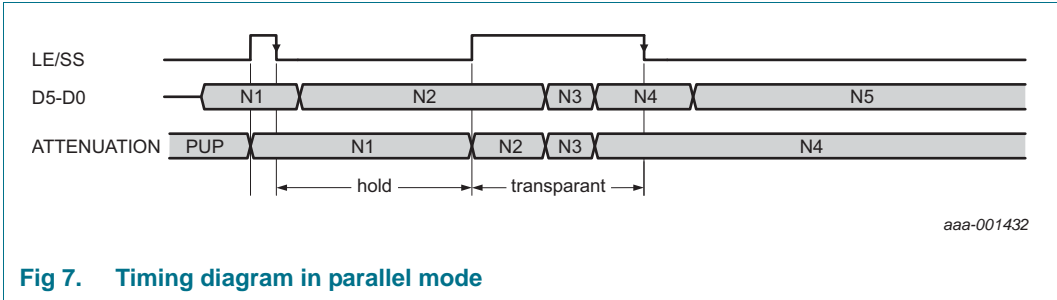 LE/SS
D5-D0 N1 N2 N3 N4 N5
ATTENUATION PUP N1 N2 N3 N4
hold transparant
aaa-001432
Fig 7. Timing diagram in parallel mode